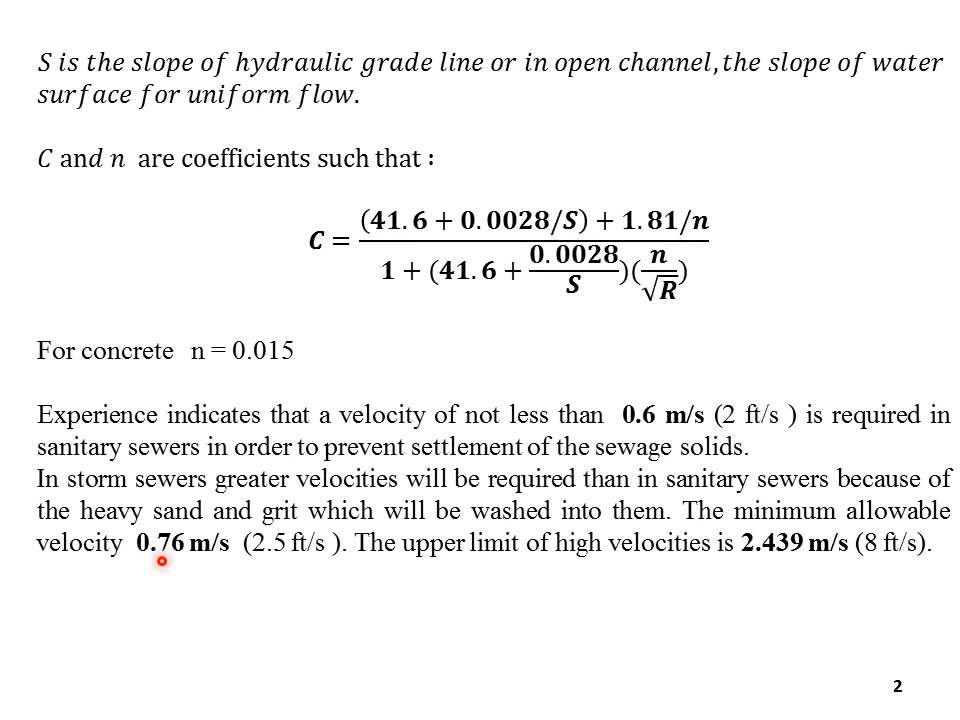 S is the slope of hydraulic grade line or in open channel, the slope of water
surface for uniform flow.
C and n are coefficients such that :
C = (41.6 + 0.0028/S) + 1.81/n
1 + (41.6 + 0.0028/S)(n/√R)
For concrete n = 0.015
Experience indicates that a velocity of not less than 0.6 m/s (2 ft/s ) is required in
sanitary sewers in order to prevent settlement of the sewage solids.
In storm sewers greater velocities will be required than in sanitary sewers because of
the heavy sand and grit which will be washed into them. The minimum allowable
velocity 0.76 m/s (2.5 ft/s ). The upper limit of high velocities is 2.439 m/s (8 ft/s).
2